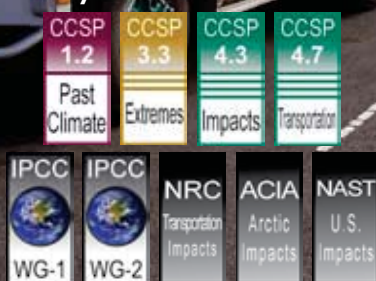 CCSP CCSP CCSP CCSP
1.2 3.3 4.3 4.7
Past Climate Extremes Impacts Transportation
IPCC IPCC NRC ACIA NAST
WG-1 WG-2 Transportation Impacts Arctic Impacts U.S. Impacts